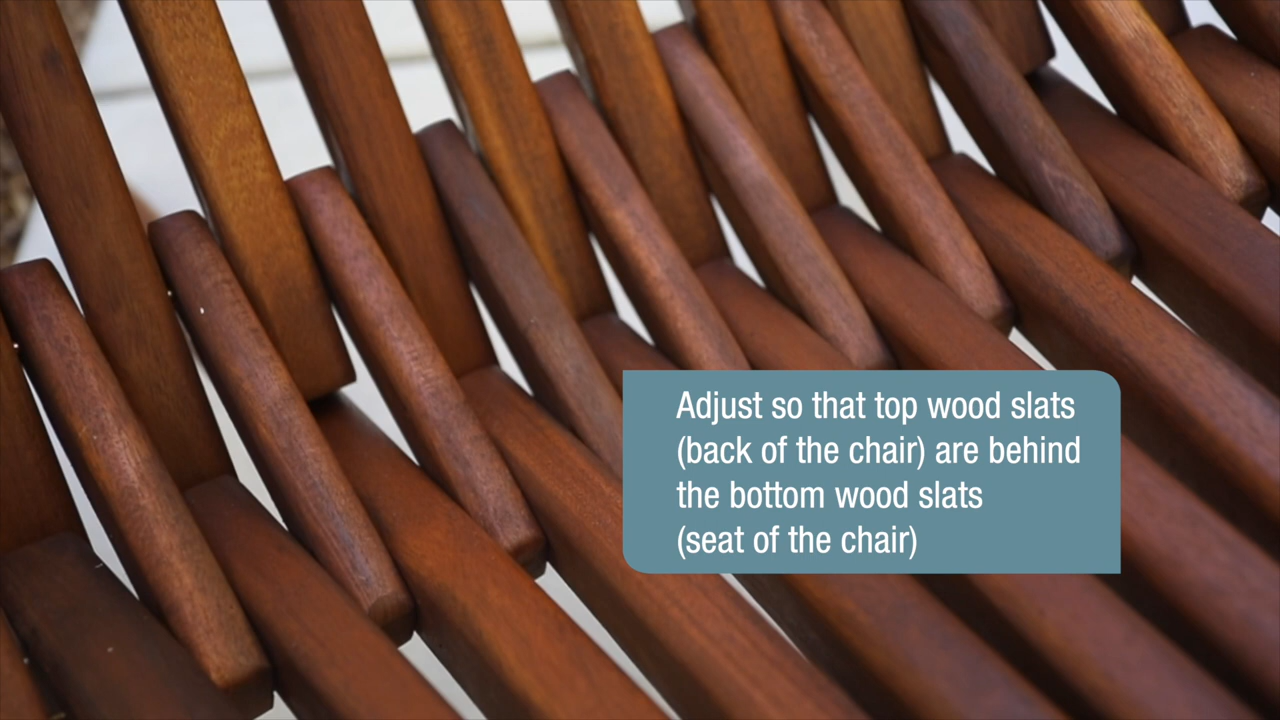 Adjust so that top wood slats
(back of the chair) are behind
the bottom wood slats
(seat of the chair)